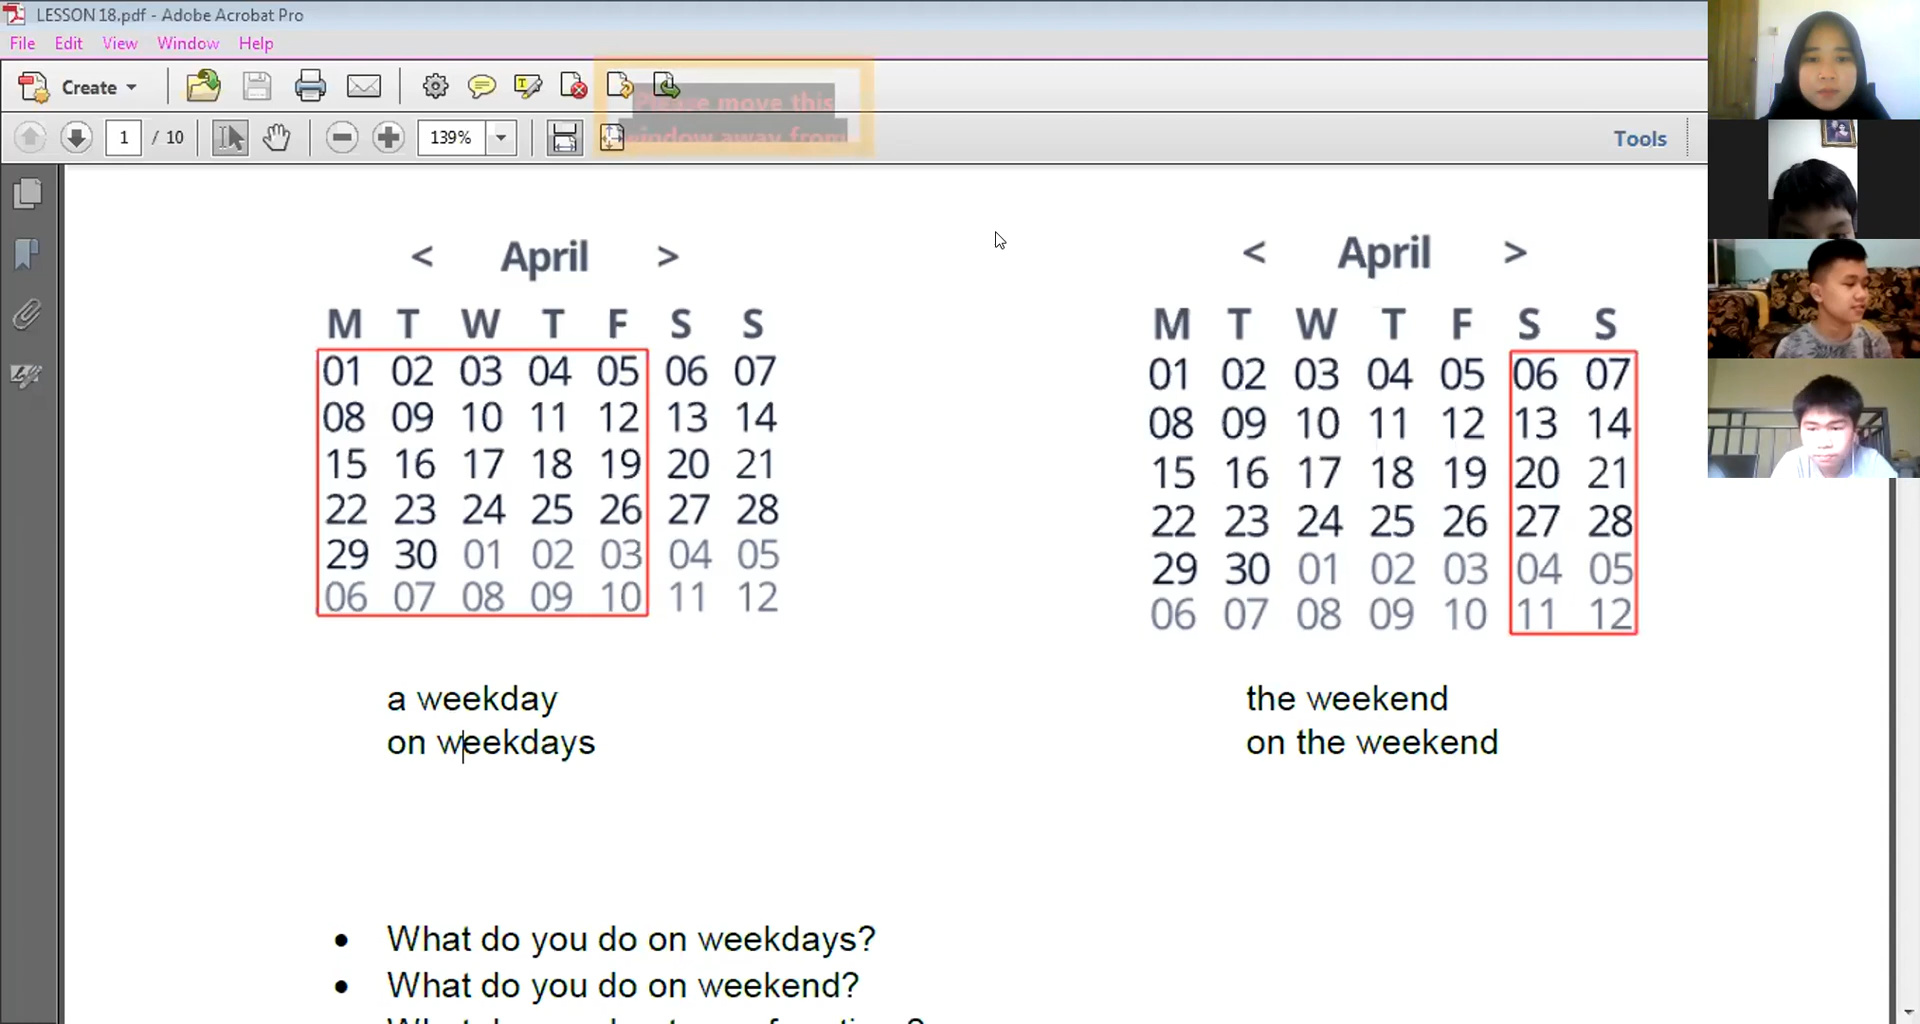 LESSON 18.pdf - Adobe Acrobat Pro
File Edit View Window Help
Create
Please move this
window away from
1 / 10
139%
Tools
< April >
M T W T F S S
01 02 03 04 05 06 07
08 09 10 11 12 13 14
15 16 17 18 19 20 21
22 23 24 25 26 27 28
29 30 01 02 03 04 05
06 07 08 09 10 11 12
a weekday
on weekdays
< April >
M T W T F S S
01 02 03 04 05 06 07
08 09 10 11 12 13 14
15 16 17 18 19 20 21
22 23 24 25 26 27 28
29 30 01 02 03 04 05
06 07 08 09 10 11 12
the weekend
on the weekend
• What do you do on weekdays?
• What do you do on weekend?